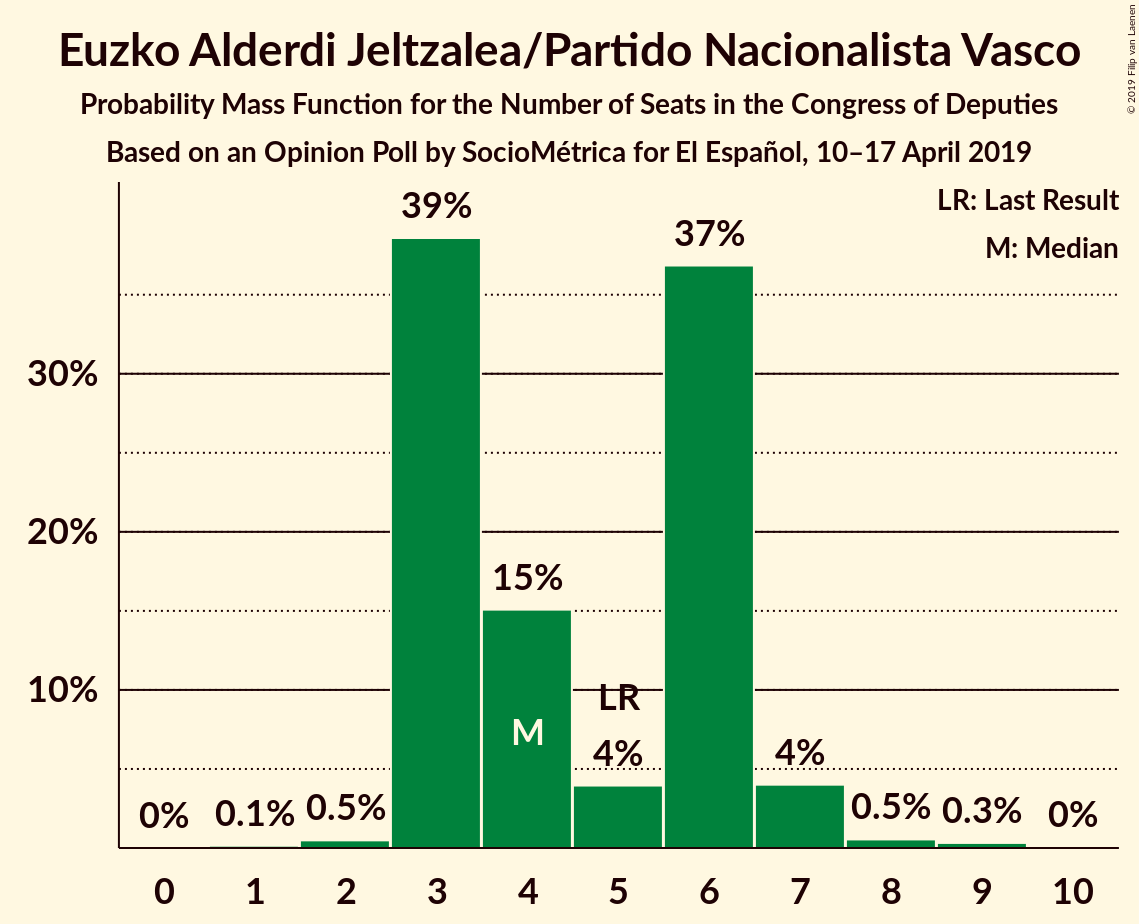 Euzko Alderdi Jeltzalea/Partido Nacionalista Vasco
Probability Mass Function for the Number of Seats in the Congress of Deputies
Based on an Opinion Poll by SocioMétrica for El Español, 10–17 April 2019
© 2019 Filip van Laenen
LR: Last Result
M: Median
39%
37%
30%
20%
15%
10%
LR
M
4%
4%
0%
0.1%
0.5%
0.5%
0.3%
0%
0 1 2 3 4 5 6 7 8 9 10